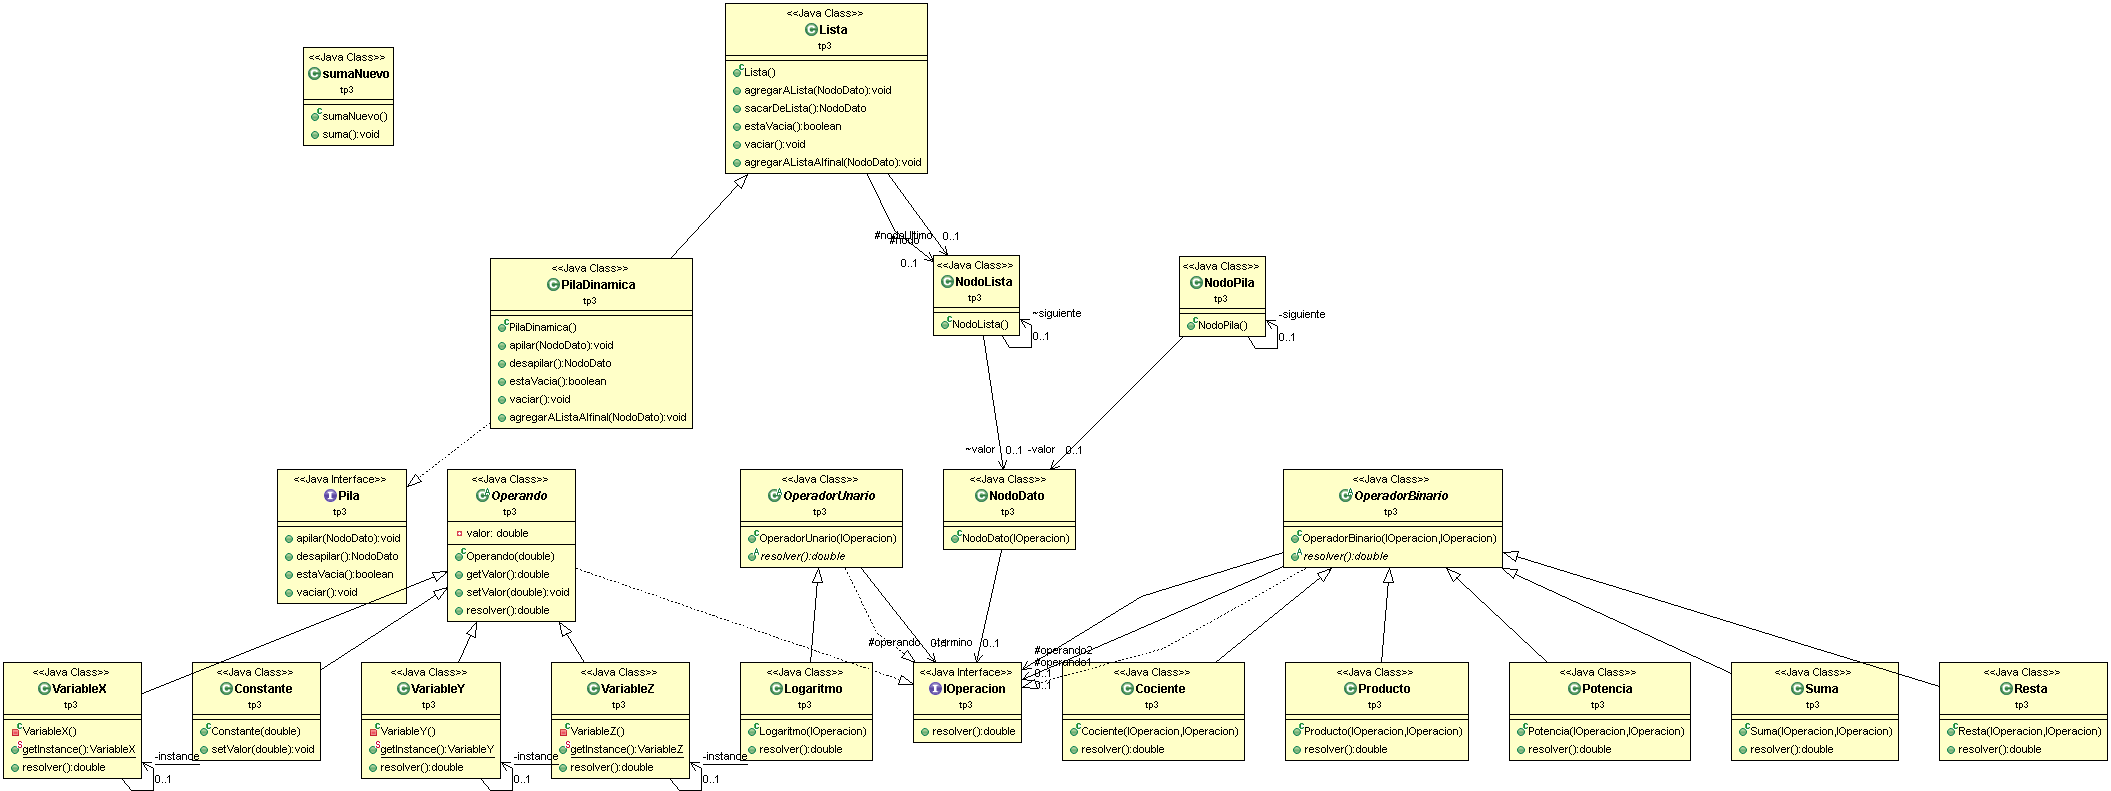 <<Java Class>>
sumaNuevo
tp3
sumaNuevo()
suma():void
<<Java Class>>
Lista
tp3
Lista()
agregarALista(NodoDato):void
sacarDeLista():NodoDato
estaVacia():boolean
vaciar():void
agregarAListaAlfinal(NodoDato):void
#nodoUltimo
0..1
#nodo
0..1
<<Java Class>>
PilaDinamica
tp3
PilaDinamica()
apilar(NodoDato):void
desapilar():NodoDato
estaVacia():boolean
vaciar():void
agregarAListaAlfinal(NodoDato):void
<<Java Class>>
NodoLista
tp3
NodoLista()
~siguiente
0..1
<<Java Class>>
NodoPila
tp3
NodoPila()
-siguiente
0..1
~valor
0..1
-valor
0..1
<<Java Interface>>
Pila
tp3
apilar(NodoDato):void
desapilar():NodoDato
estaVacia():boolean
vaciar():void
<<Java Class>>
Operando
tp3
valor: double
Operando(double)
getValor():double
setValor(double):void
resolver():double
<<Java Class>>
OperadorUnario
tp3
OperadorUnario(IOperacion)
resolver():double
<<Java Class>>
NodoDato
tp3
NodoDato(IOperacion)
<<Java Class>>
OperadorBinario
tp3
OperadorBinario(IOperacion,IOperacion)
resolver():double
#operando
0..1
-termino
0..1
#operando2
#operando1
0..1
0..1
<<Java Class>>
VariableX
tp3
VariableX()
getInstance():VariableX
resolver():double
-instance
0..1
<<Java Class>>
Constante
tp3
Constante(double)
setValor(double):void
<<Java Class>>
VariableY
tp3
VariableY()
getInstance():VariableY
resolver():double
-instance
0..1
<<Java Class>>
VariableZ
tp3
VariableZ()
getInstance():VariableZ
resolver():double
-instance
0..1
<<Java Class>>
Logaritmo
tp3
Logaritmo(IOperacion)
resolver():double
<<Java Interface>>
IOperacion
tp3
resolver():double
<<Java Class>>
Cociente
tp3
Cociente(IOperacion,IOperacion)
resolver():double
<<Java Class>>
Producto
tp3
Producto(IOperacion,IOperacion)
resolver():double
<<Java Class>>
Potencia
tp3
Potencia(IOperacion,IOperacion)
resolver():double
<<Java Class>>
Suma
tp3
Suma(IOperacion,IOperacion)
resolver():double
<<Java Class>>
Resta
tp3
Resta(IOperacion,IOperacion)
resolver():double